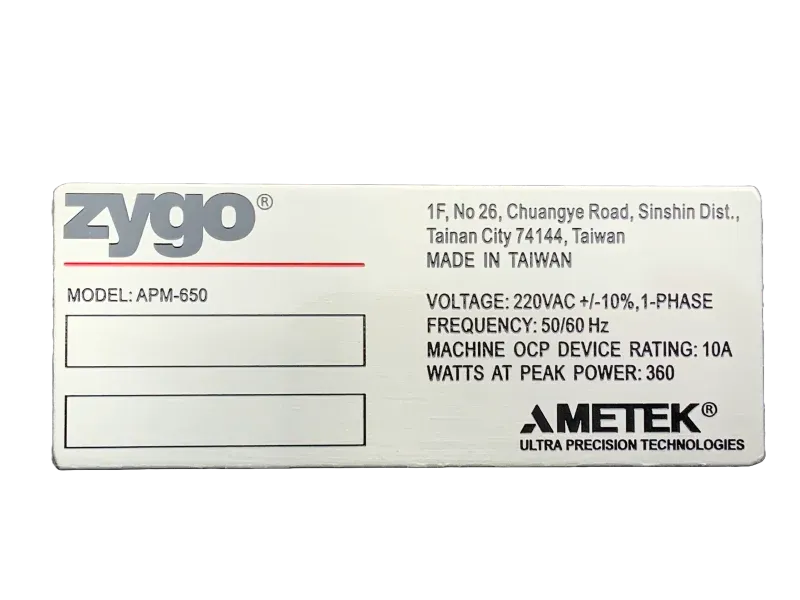 zygo®
MODEL: APM-650
1F, No 26, Chuangye Road, Sinshin Dist.,
Tainan City 74144, Taiwan
MADE IN TAIWAN
VOLTAGE: 220VAC +/-10%,1-PHASE
FREQUENCY: 50/60 Hz
MACHINE OCP DEVICE RATING: 10A
WATTS AT PEAK POWER: 360
AMETEK®
ULTRA PRECISION TECHNOLOGIES